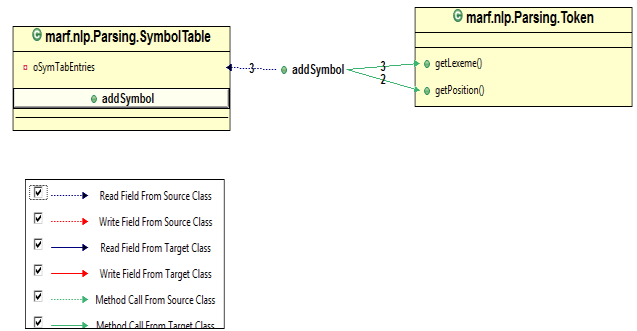 marf.nlp.Parsing.SymbolTable
oSymTabEntries
addSymbol
3
addSymbol
3
2
marf.nlp.Parsing.Token
getLexeme()
getPosition()
Read Field From Source Class
Write Field From Source Class
Read Field From Target Class
Write Field From Target Class
Method Call From Source Class
Method Call From Target Class